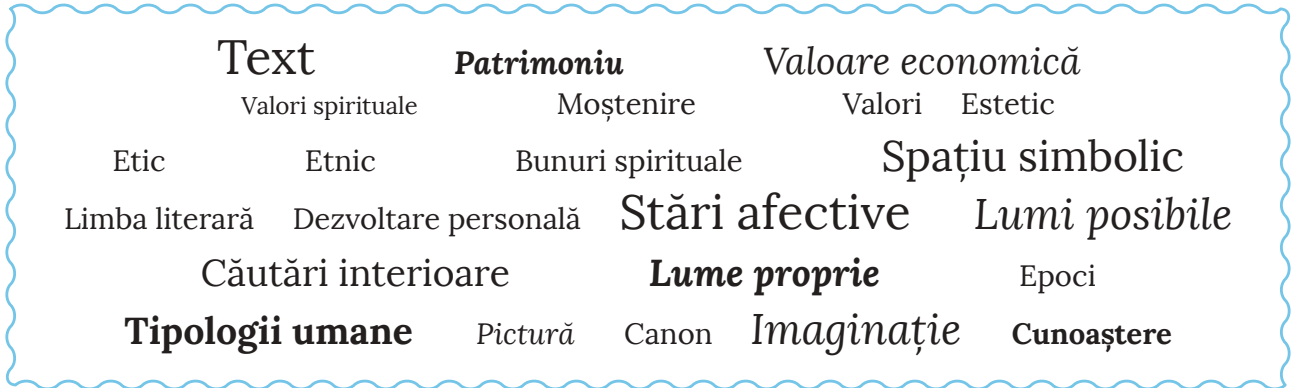 Text Patrimoniu Valoare economică
Valori spirituale Moștenire Valori Estetic
Etic Etnic Bunuri spirituale Spațiu simbolic
Limba literară Dezvoltare personală Stări afective Lumi posibile
Căutări interioare Lume proprie Epoci
Tipologii umane Pictură Canon Imaginație Cunoaștere